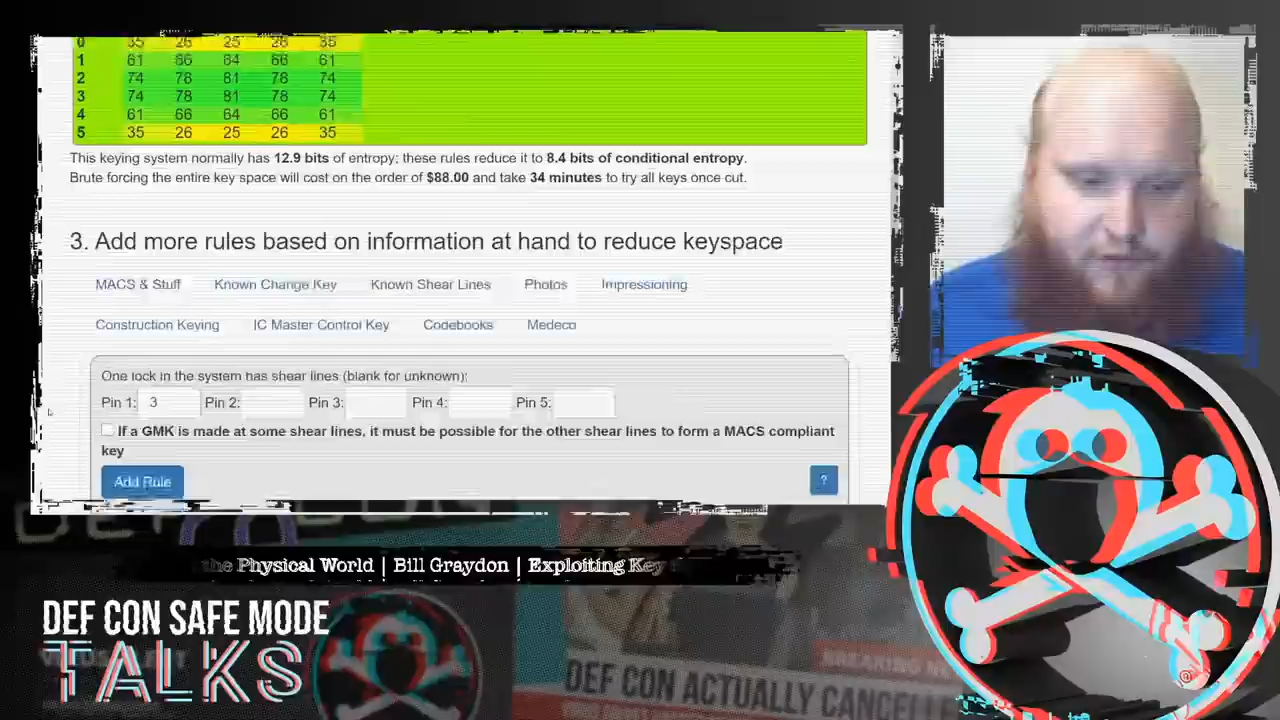 0 35 26 25 26 35
1 61 66 64 66 61
2 74 78 81 78 74
3 74 78 81 78 74
4 61 66 64 66 61
5 35 26 25 26 35
This keying system normally has 12.9 bits of entropy; these rules reduce it to 8.4 bits of conditional entropy.
Brute forcing the entire key space will cost on the order of $88.00 and take 34 minutes to try all keys once cut.
3. Add more rules based on information at hand to reduce keyspace
MACS & Stuff Known Change Key Known Shear Lines Photos Impressioning
Construction Keying IC Master Control Key Codebooks Medeco
One lock in the system has shear lines (blank for unknown):
Pin 1: 3 Pin 2: Pin 3: Pin 4: Pin 5:
If a GMK is made at some shear lines, it must be possible for the other shear lines to form a MACS compliant
key
Add Rule ?
the Physical World | Bill Graydon | Exploiting Key
DEF CON SAFE MODE
TALKS
BREAKING
DEF CON ACTUALLY CANCELLE